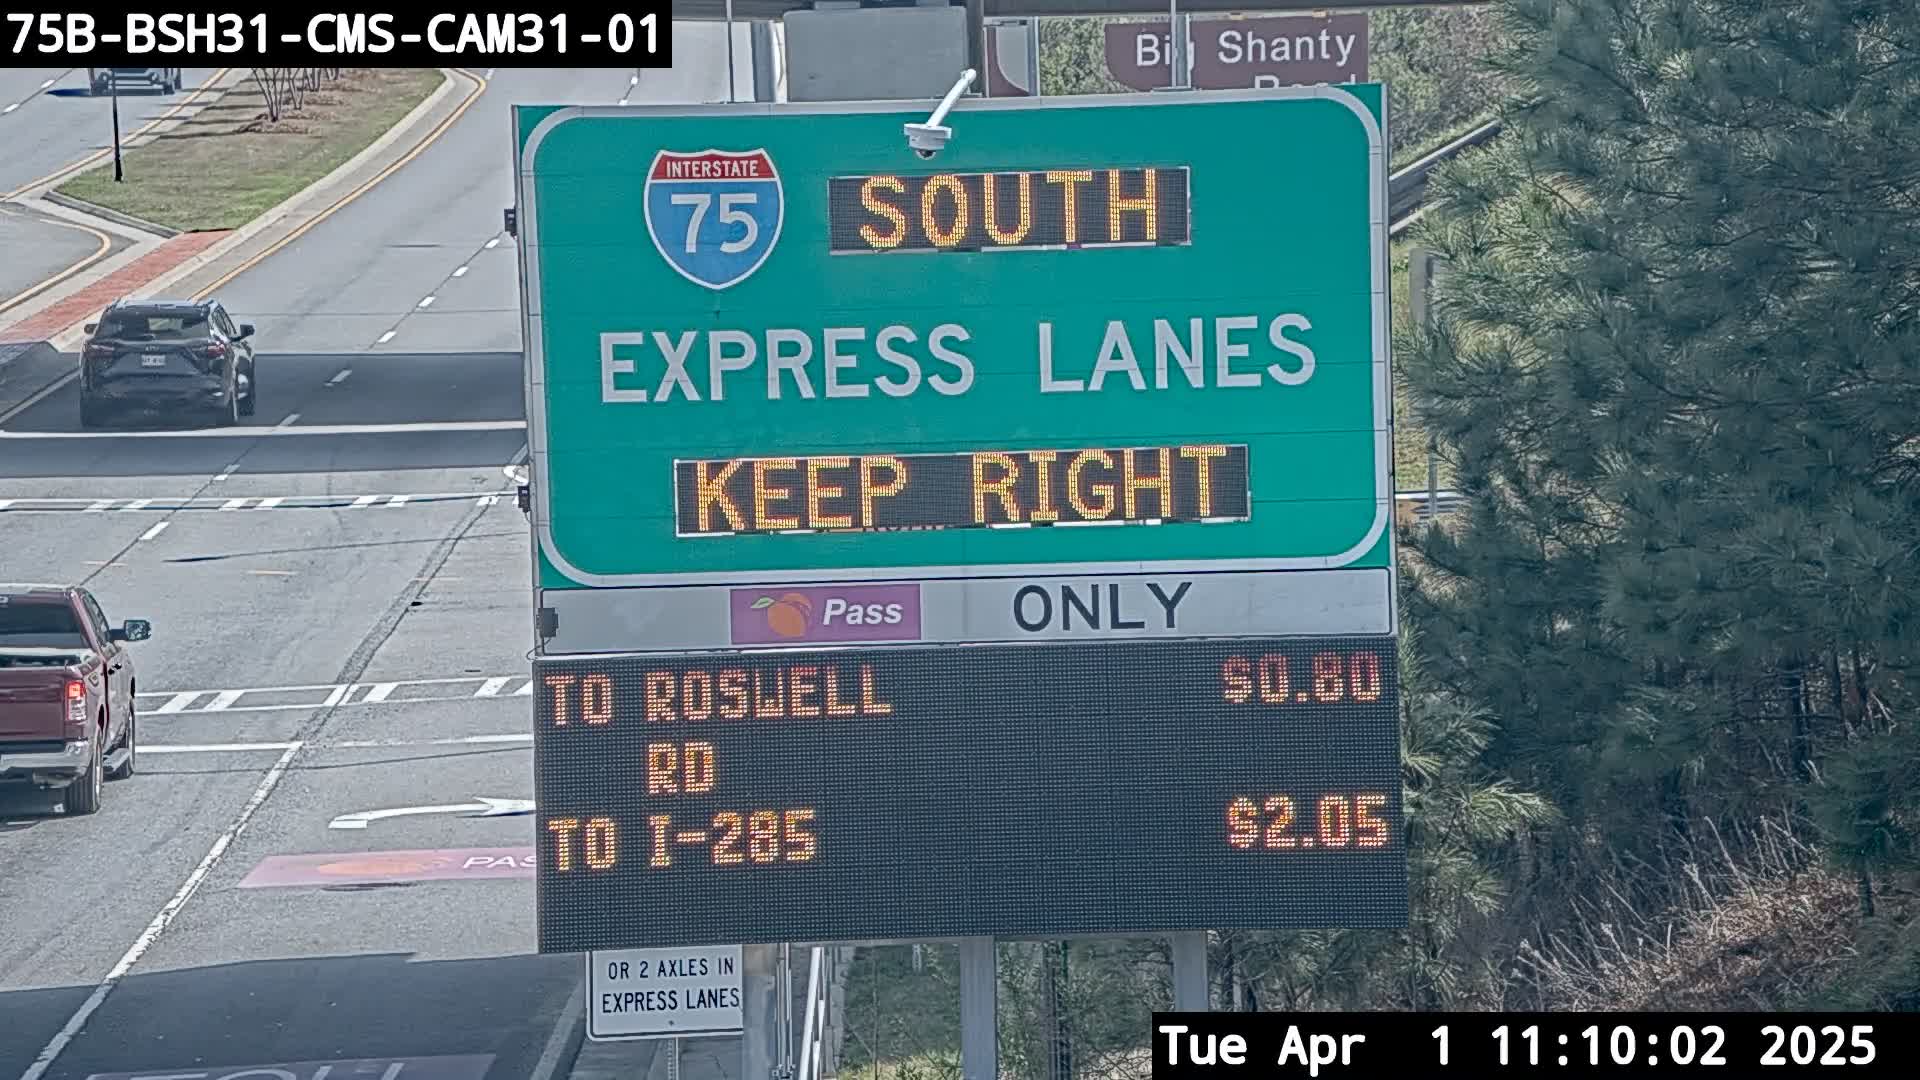 75B-BSH31-CMS-CAM31-01
Big Shanty
Road
INTERSTATE
75
SOUTH
EXPRESS LANES
KEEP RIGHT
Pass ONLY
TO ROSWELL $0.80
RD
TO I-285 $2.05
PAS
OR 2 AXLES IN
EXPRESS LANES
Tue Apr 1 11:10:02 2025